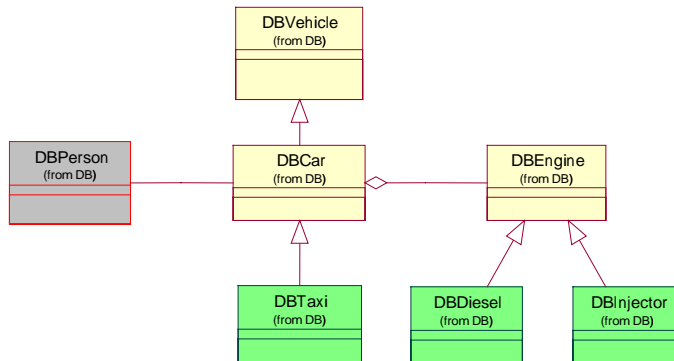 DBVehicle
(from DB)
DBPerson
(from DB)
DBCar
(from DB)
DBEngine
(from DB)
DBTaxi
(from DB)
DBDiesel
(from DB)
DBInjector
(from DB)